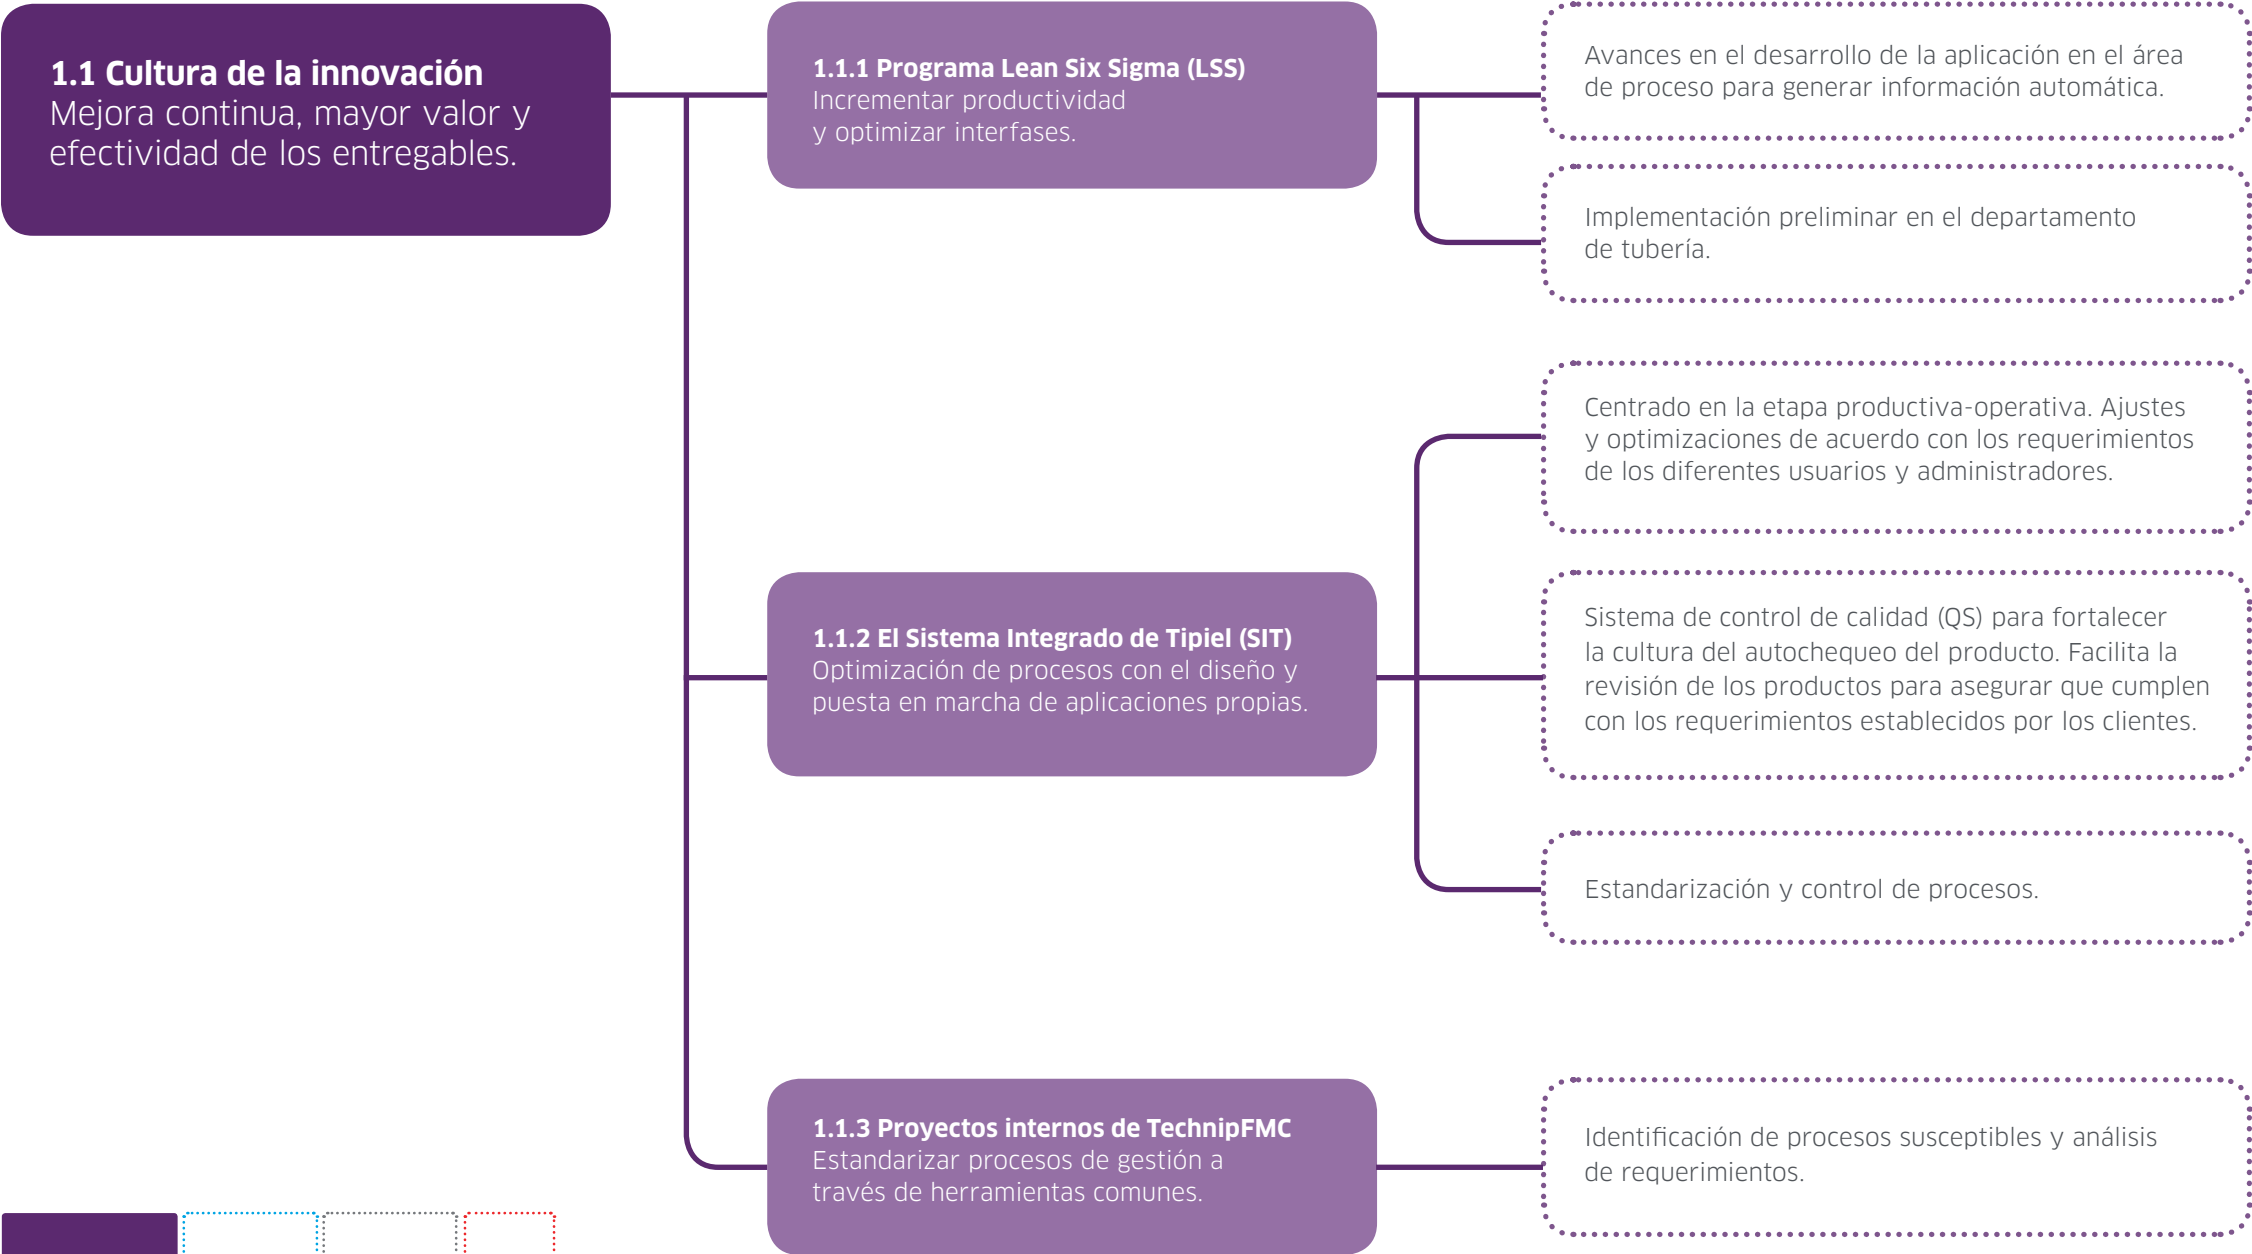 1.1 Cultura de la innovación
Mejora continua, mayor valor y
efectividad de los entregables.
1.1.1 Programa Lean Six Sigma (LSS)
Incrementar productividad
y optimizar interfases.
Avances en el desarrollo de la aplicación en el área
de proceso para generar información automática.
Implementación preliminar en el departamento
de tubería.
1.1.2 El Sistema Integrado de Tipiel (SIT)
Optimización de procesos con el diseño y
puesta en marcha de aplicaciones propias.
Centrado en la etapa productiva-operativa. Ajustes
y optimizaciones de acuerdo con los requerimientos
de los diferentes usuarios y administradores.
Sistema de control de calidad (QS) para fortalecer
la cultura del autochequeo del producto. Facilita la
revisión de los productos para asegurar que cumplen
con los requerimientos establecidos por los clientes.
Estandarización y control de procesos.
1.1.3 Proyectos internos de TechnipFMC
Estandarizar procesos de gestión a
través de herramientas comunes.
Identificación de procesos susceptibles y análisis
de requerimientos.